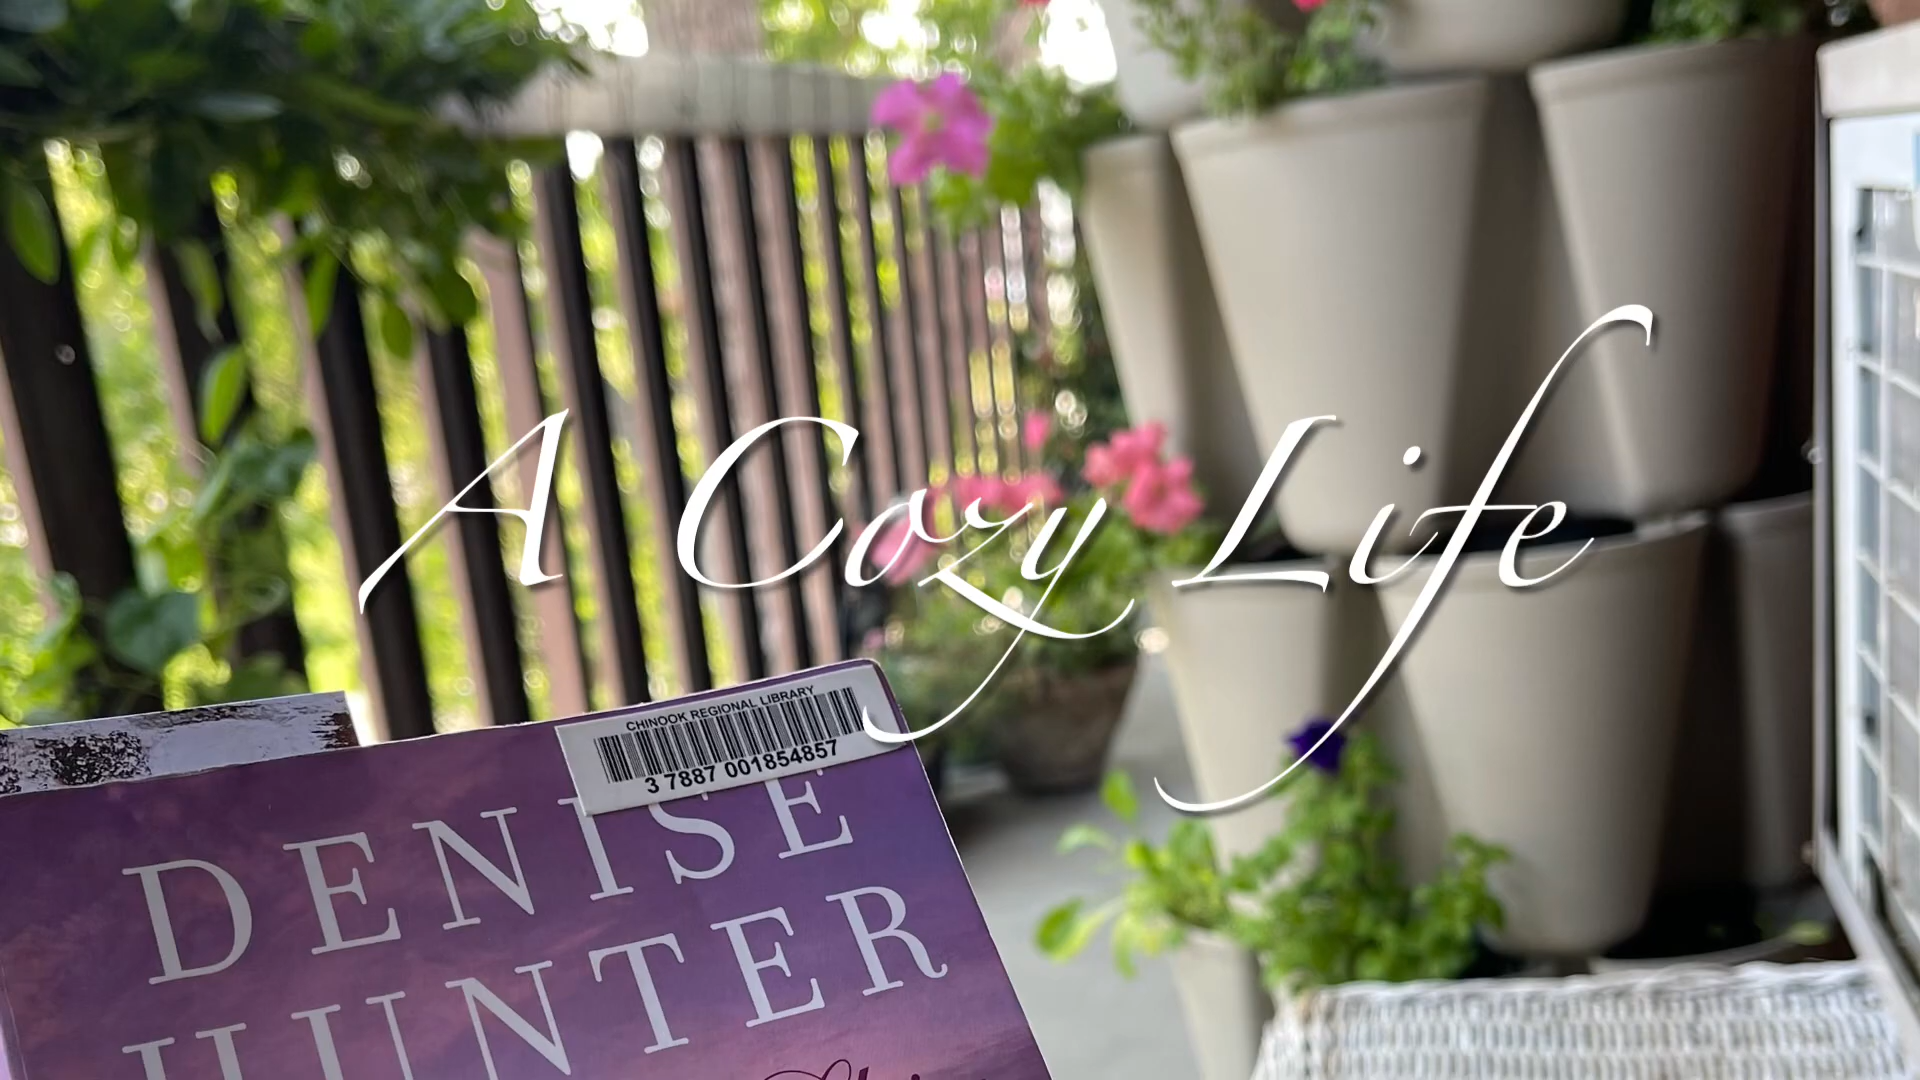 A Cozy Life
CHINOOK REGIONAL LIBRARY
3 7887 001854857
DENISE
HUNTER